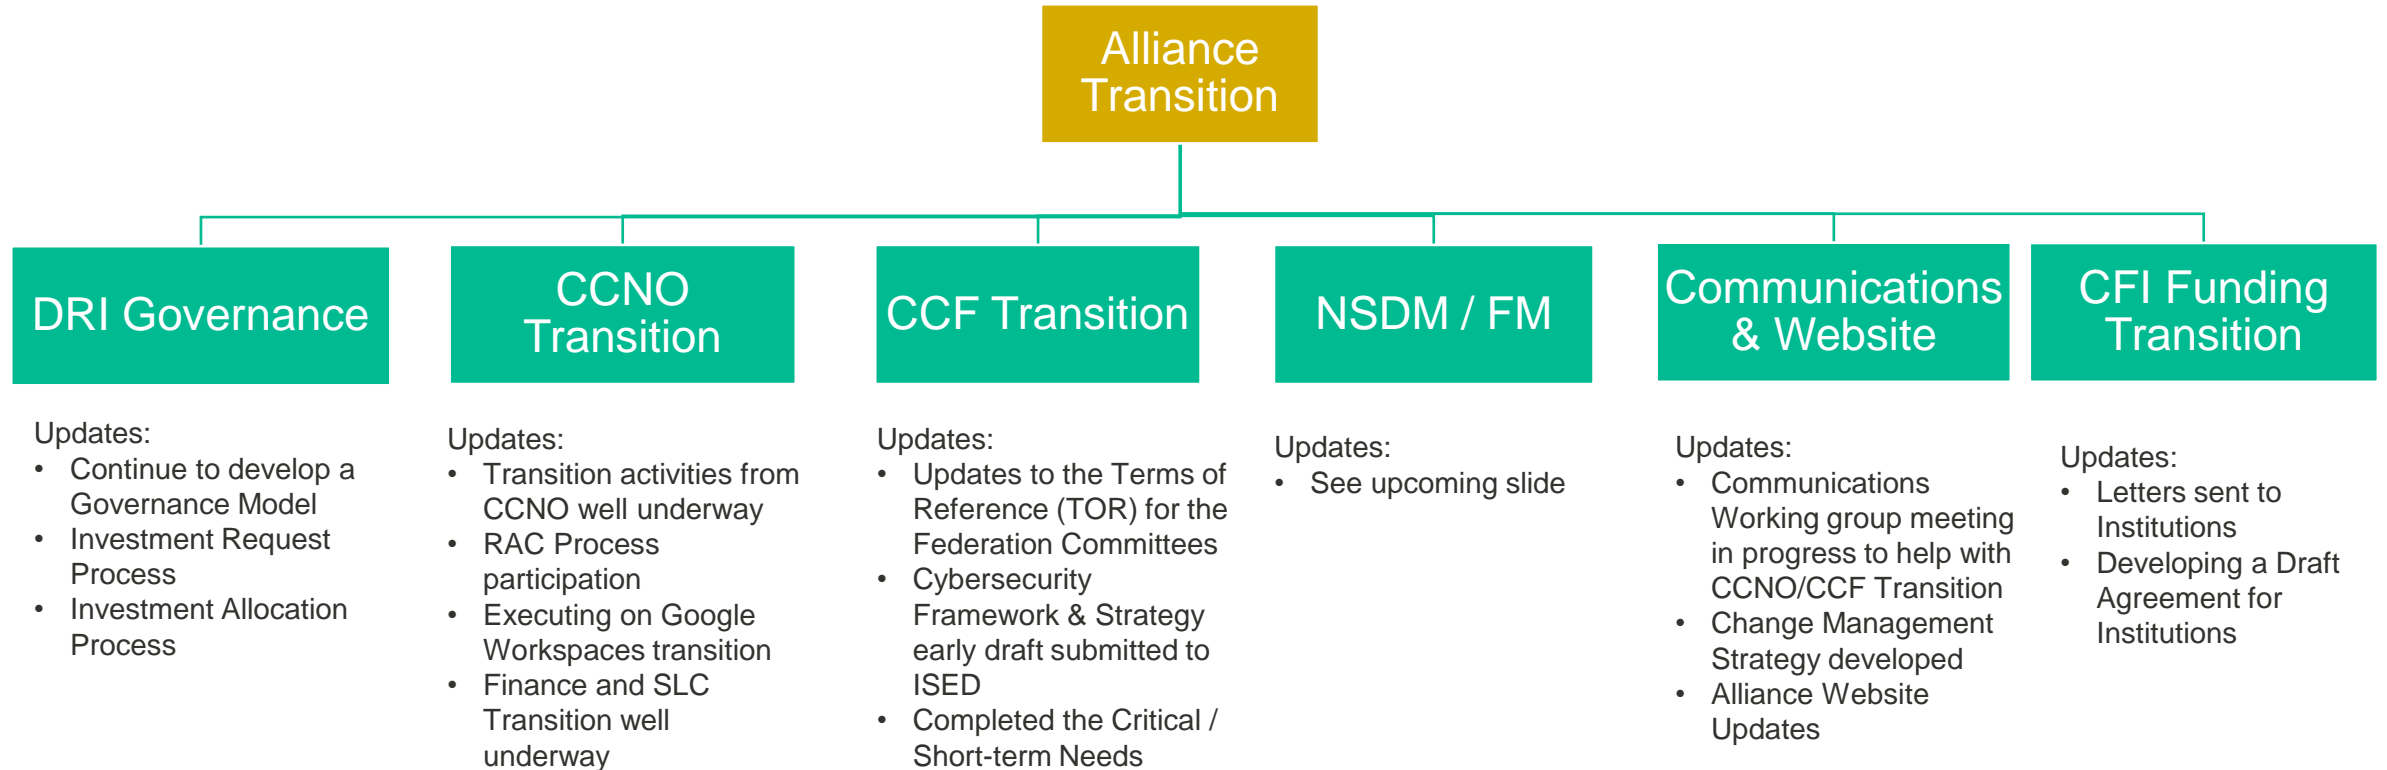 Alliance
Transition
DRI Governance
CCNO
Transition
CCF Transition
NSDM / FM
Communications
& Website
CFI Funding
Transition
Updates:
• Continue to develop a
Governance Model
• Investment Request
Process
• Investment Allocation
Process
Updates:
• Transition activities from
CCNO well underway
• RAC Process
participation
• Executing on Google
Workspaces transition
• Finance and SLC
Transition well
underway
Updates:
• Updates to the Terms of
Reference (TOR) for the
Federation Committees
• Cybersecurity
Framework & Strategy
early draft submitted to
ISED
• Completed the Critical /
Short-term Needs
Updates:
• See upcoming slide
Updates:
• Communications
Working group meeting
in progress to help with
CCNO/CCF Transition
• Change Management
Strategy developed
• Alliance Website
Updates
Updates:
• Letters sent to
Institutions
• Developing a Draft
Agreement for
Institutions